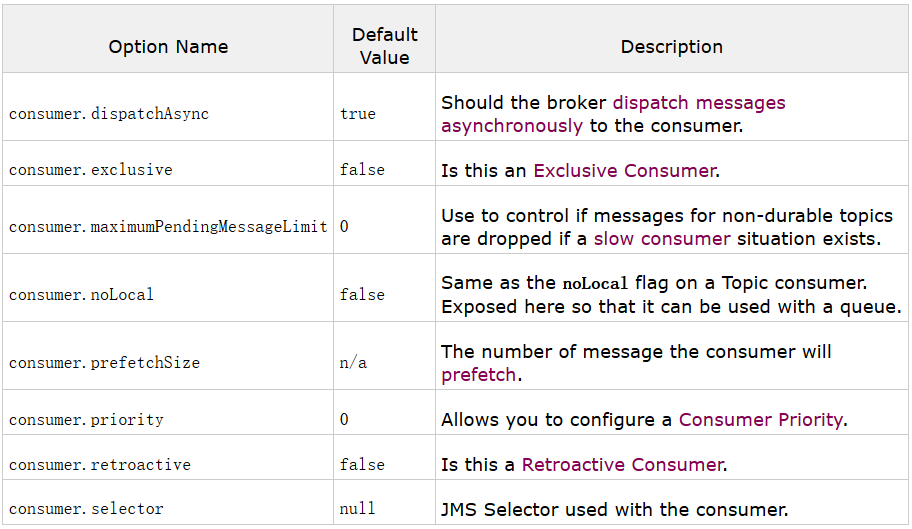 Option Name Default Value Description
consumer.dispatchAsync true Should the broker dispatch messages
asynchronously to the consumer.
consumer.exclusive false Is this an Exclusive Consumer.
consumer.maximumPendingMessageLimit 0 Use to control if messages for non-durable topics
are dropped if a slow consumer situation exists.
consumer.noLocal false Same as the noLocal flag on a Topic consumer.
Exposed here so that it can be used with a queue.
consumer.prefetchSize n/a The number of message the consumer will
prefetch.
consumer.priority 0 Allows you to configure a Consumer Priority.
consumer.retroactive false Is this a Retroactive Consumer.
consumer.selector null JMS Selector used with the consumer.